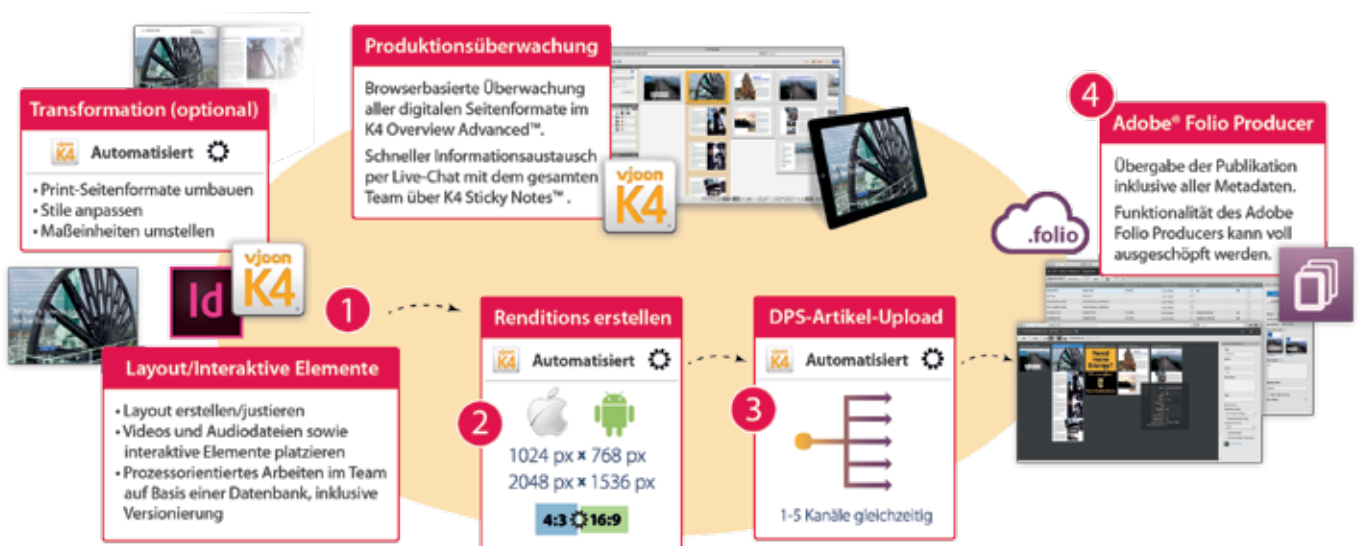 Transformation (optional)
K4 Automatisiert
• Print-Seitenformate umbauen
• Stile anpassen
• Maßeinheiten umstellen
Id
vjoon
K4
1
Layout/Interaktive Elemente
• Layout erstellen/justieren
• Videos und Audiodateien sowie
interaktive Elemente platzieren
• Prozessorientiertes Arbeiten im Team
auf Basis einer Datenbank, inklusive
Versionierung
Produktionsüberwachung
Browserbasierte Überwachung
aller digitalen Seitenformate im
K4 Overview Advanced™.
Schneller Informationsaustausch
per Live-Chat mit dem gesamten
Team über K4 Sticky Notes™ .
vjoon
K4
2
Renditions erstellen
K4 Automatisiert
1024 px × 768 px
2048 px × 1536 px
4:3 16:9
3
DPS-Artikel-Upload
K4 Automatisiert
1-5 Kanäle gleichzeitig
4
Adobe® Folio Producer
Übergabe der Publikation
inklusive aller Metadaten.
Funktionalität des Adobe
Folio Producers kann voll
ausgeschöpft werden.
.folio